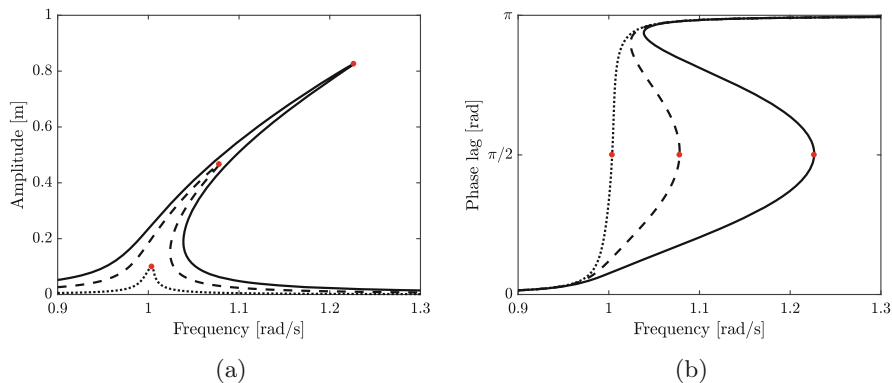 1
0.8
0.6
0.4
0.2
0
Amplitude [m]
0.9
1
1.1
1.2
1.3
Frequency [rad/s]
(a)
π
π/2
0
Phase lag [rad]
0.9
1
1.1
1.2
1.3
Frequency [rad/s]
(b)